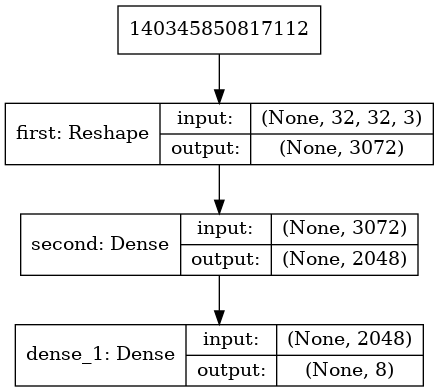 140345850817112
first: Reshape
input:
(None, 32, 32, 3)
output:
(None, 3072)
second: Dense
input:
(None, 3072)
output:
(None, 2048)
dense_1: Dense
input:
(None, 2048)
output:
(None, 8)